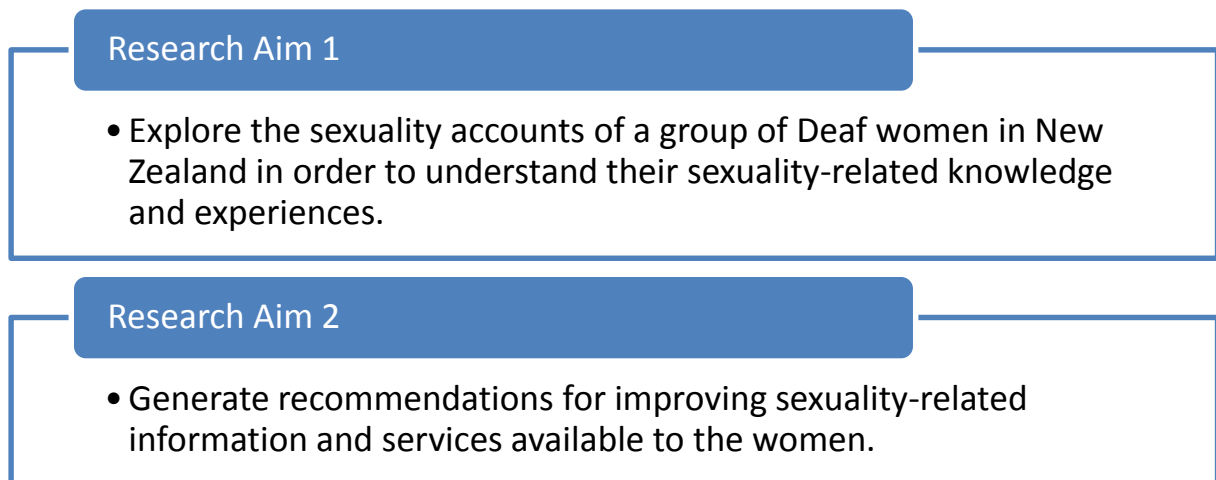 Research Aim 1
• Explore the sexuality accounts of a group of Deaf women in New
Zealand in order to understand their sexuality-related knowledge
and experiences.
Research Aim 2
• Generate recommendations for improving sexuality-related
information and services available to the women.